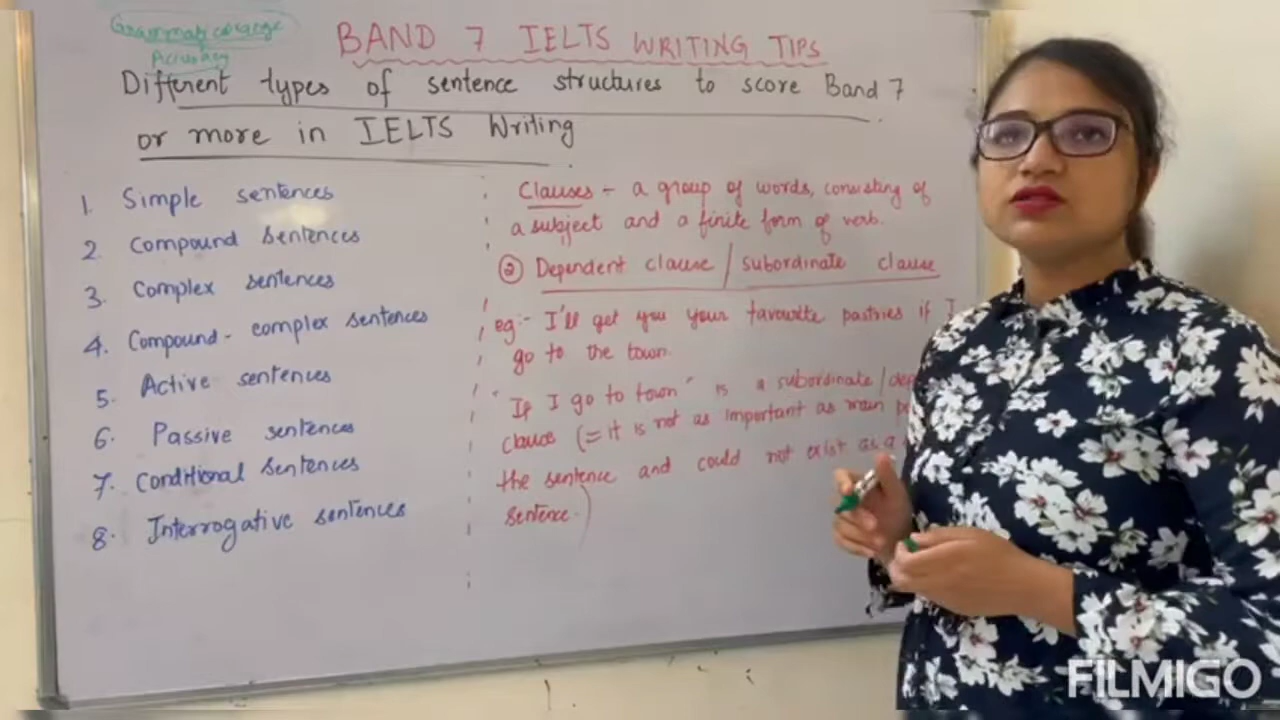 Accuracy
BAND 7 IELTS WRITING TIPS
Different types of sentence structures to score Band 7
or more in IELTS Writing
1. Simple sentences
2. Compound Sentences
3. Complex sentences
4. Compound - complex sentences
5. Active sentences
6. Passive sentences
7. Conditional Sentences
8. Interrogative sentences
Clauses - a group of words, consisting of
a subject and a finite form of verb.
② Dependent clause / subordinate clause
eg:- I'll get you your favourite pastries if I
go to the town.
"If I go to town" is a subordinate /
clause (= it is not as important as main
the sentence and could not exist as a
sentence.)
FILMIGO